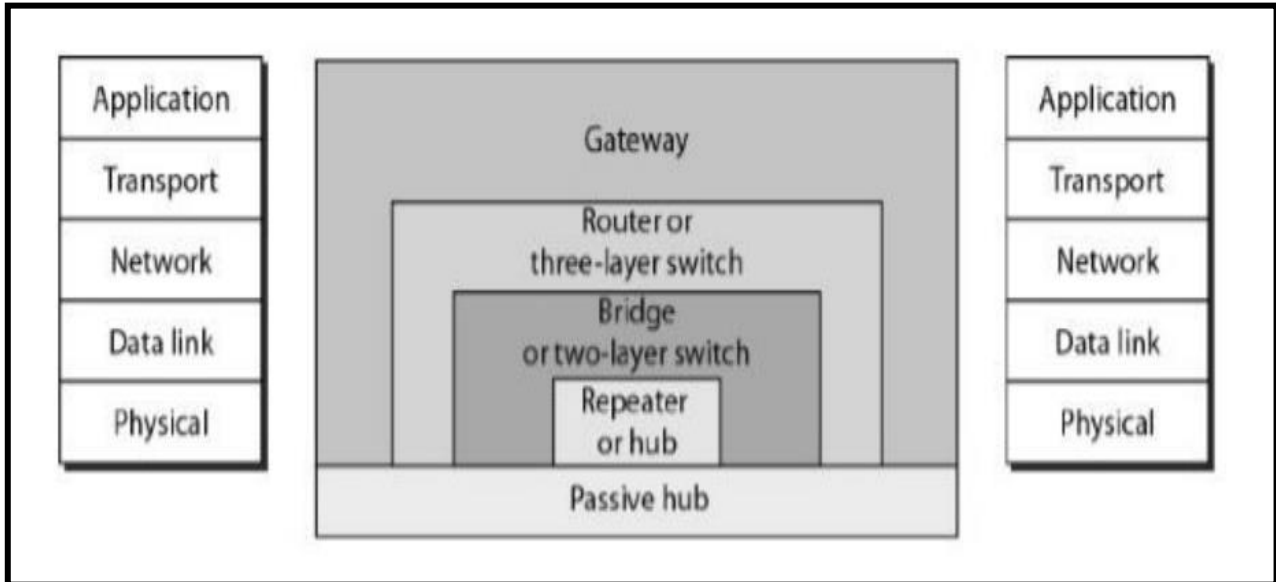 Application
Transport
Network
Data link
Physical
Gateway
Router or
three-layer switch
Bridge
or two-layer switch
Repeater
or hub
Passive hub
Application
Transport
Network
Data link
Physical